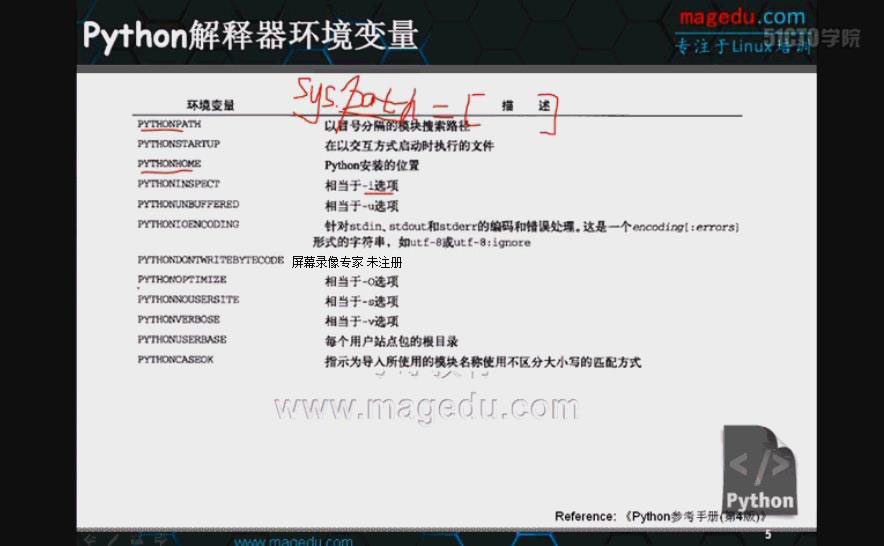 magedu.com
Python解释器环境变量
专注于Linux培训
51CTO学院
sys.path = [ ]
环境变量 描 述
PYTHONPATH 以冒号分隔的模块搜索路径
PYTHONSTARTUP 在以交互方式启动时执行的文件
PYTHONHOME Python安装的位置
PYTHONINSPECT 相当于-i选项
PYTHONUNBUFFERED 相当于-u选项
PYTHONIOENCODING 针对stdin、stdout和stderr的编码和错误处理。这是一个encoding[:errors]
形式的字符串，如utf-8或utf-8:ignore
PYTHONDONTWRITEBYTECODE 屏幕录像专家 未注册
PYTHONOPTIMIZE 相当于-O选项
PYTHONNOUSERSITE 相当于-s选项
PYTHONVERBOSE 相当于-v选项
PYTHONUSERBASE 每个用户站点包的根目录
PYTHONCASEOK 指示为导入所使用的模块名称使用不区分大小写的匹配方式
www.magedu.com
</> Python
Reference: 《Python参考手册(第4版)》
www.magedu.com
5